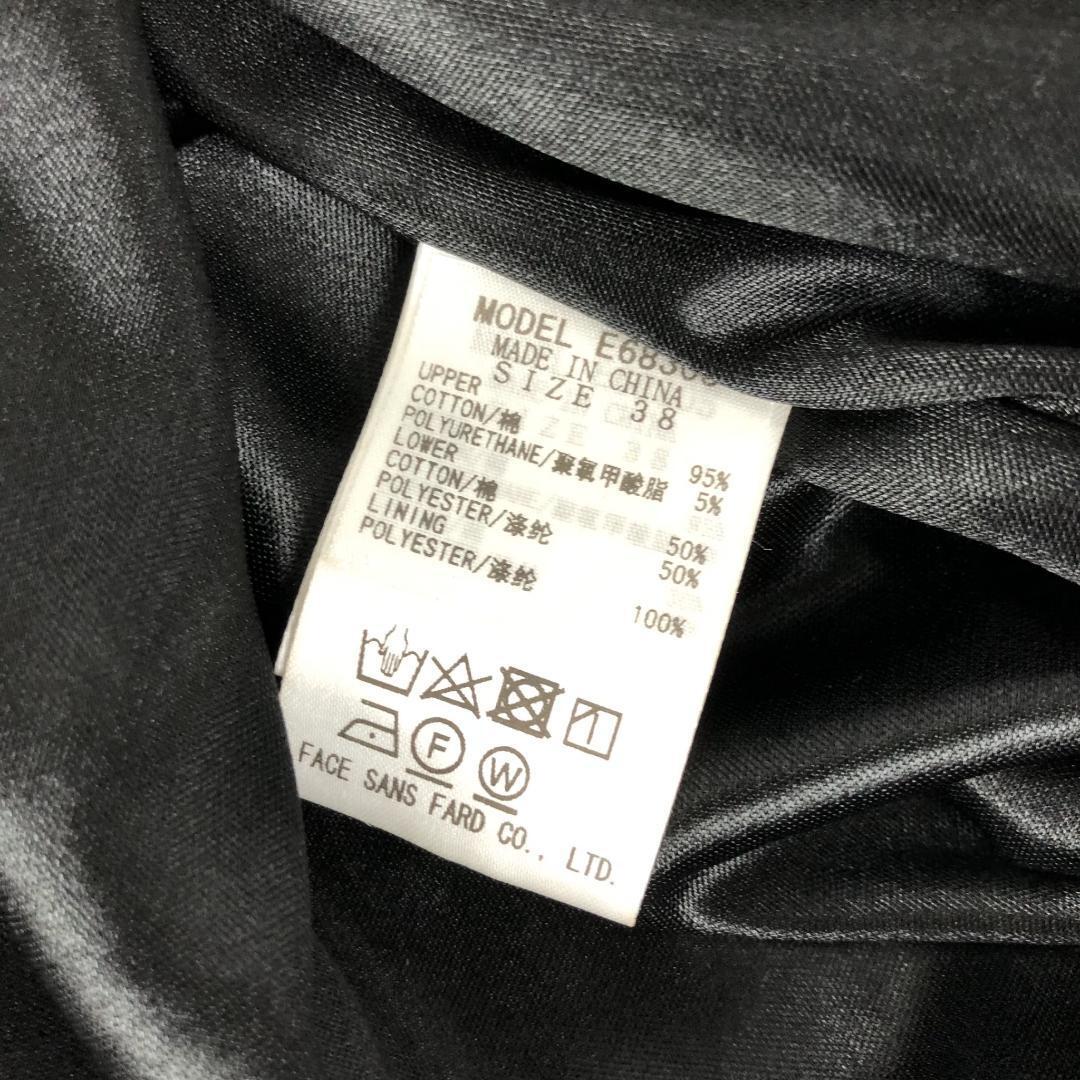 MODEL
MADE IN CHINA
SIZE 38
UPPER
COTTON/棉 95%
POLYURETHANE/聚氨甲酸脂 5%
LOWER
COTTON/棉 50%
POLYESTER/涤纶 50%
LINING
POLYESTER/涤纶 100%
F
W
FACE SANS FARD CO., LTD.